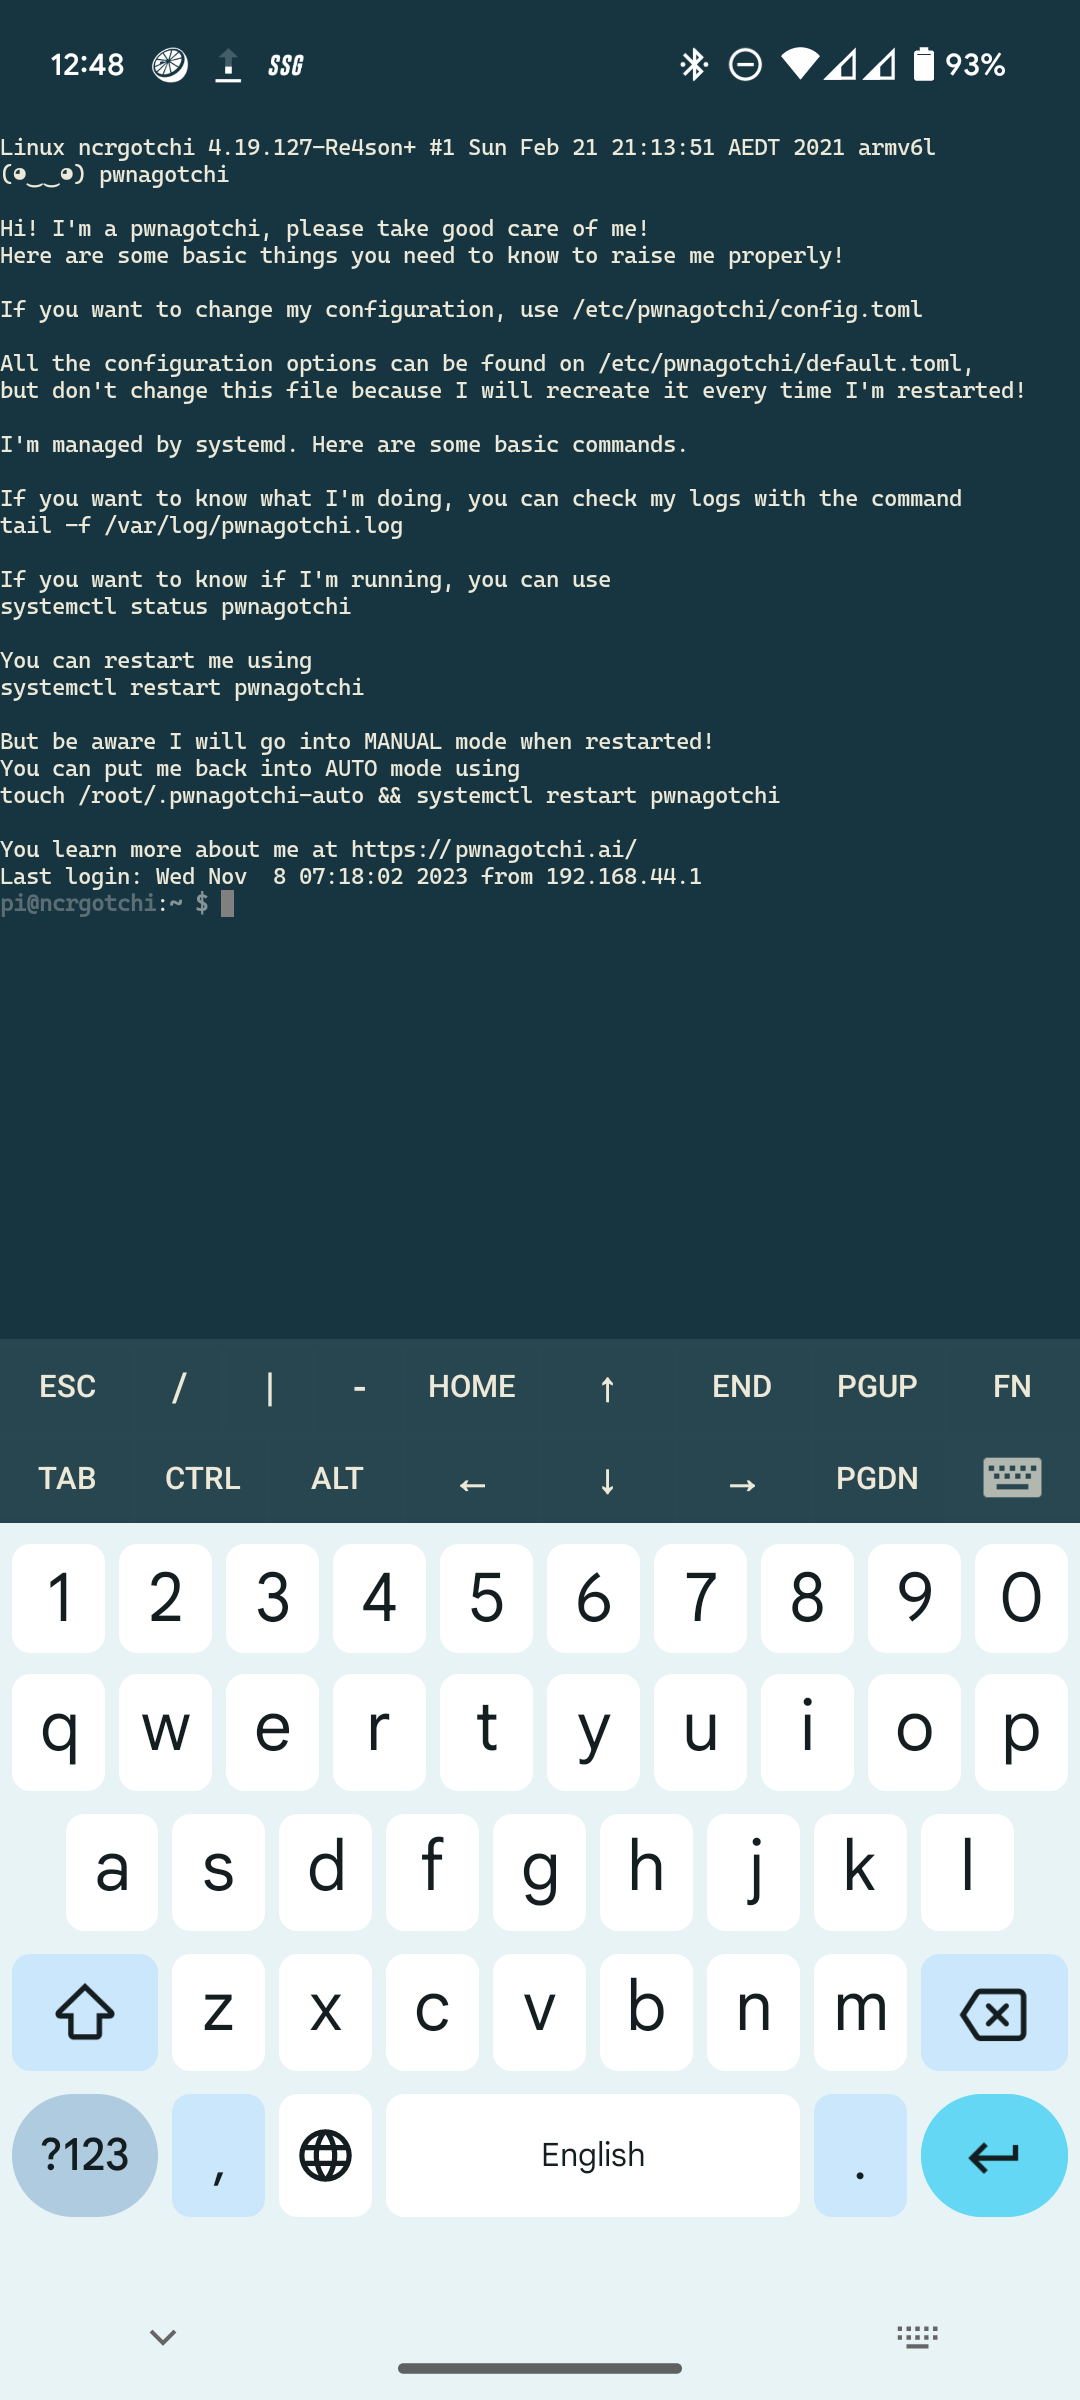 12:48 SSG 93%
Linux ncrgotchi 4.19.127-Re4son+ #1 Sun Feb 21 21:13:51 AEDT 2021 armv6l
(◕‿‿◕) pwnagotchi
Hi! I'm a pwnagotchi, please take good care of me!
Here are some basic things you need to know to raise me properly!
If you want to change my configuration, use /etc/pwnagotchi/config.toml
All the configuration options can be found on /etc/pwnagotchi/default.toml,
but don't change this file because I will recreate it every time I'm restarted!
I'm managed by systemd. Here are some basic commands.
If you want to know what I'm doing, you can check my logs with the command
tail -f /var/log/pwnagotchi.log
If you want to know if I'm running, you can use
systemctl status pwnagotchi
You can restart me using
systemctl restart pwnagotchi
But be aware I will go into MANUAL mode when restarted!
You can put me back into AUTO mode using
touch /root/.pwnagotchi-auto && systemctl restart pwnagotchi
You learn more about me at https://pwnagotchi.ai/
Last login: Wed Nov  8 07:18:02 2023 from 192.168.44.1
pi@ncrgotchi:~ $
ESC / | - HOME ↑ END PGUP FN
TAB CTRL ALT ← ↓ → PGDN
1 2 3 4 5 6 7 8 9 0
q w e r t y u i o p
a s d f g h j k l
z x c v b n m
?123 , English .